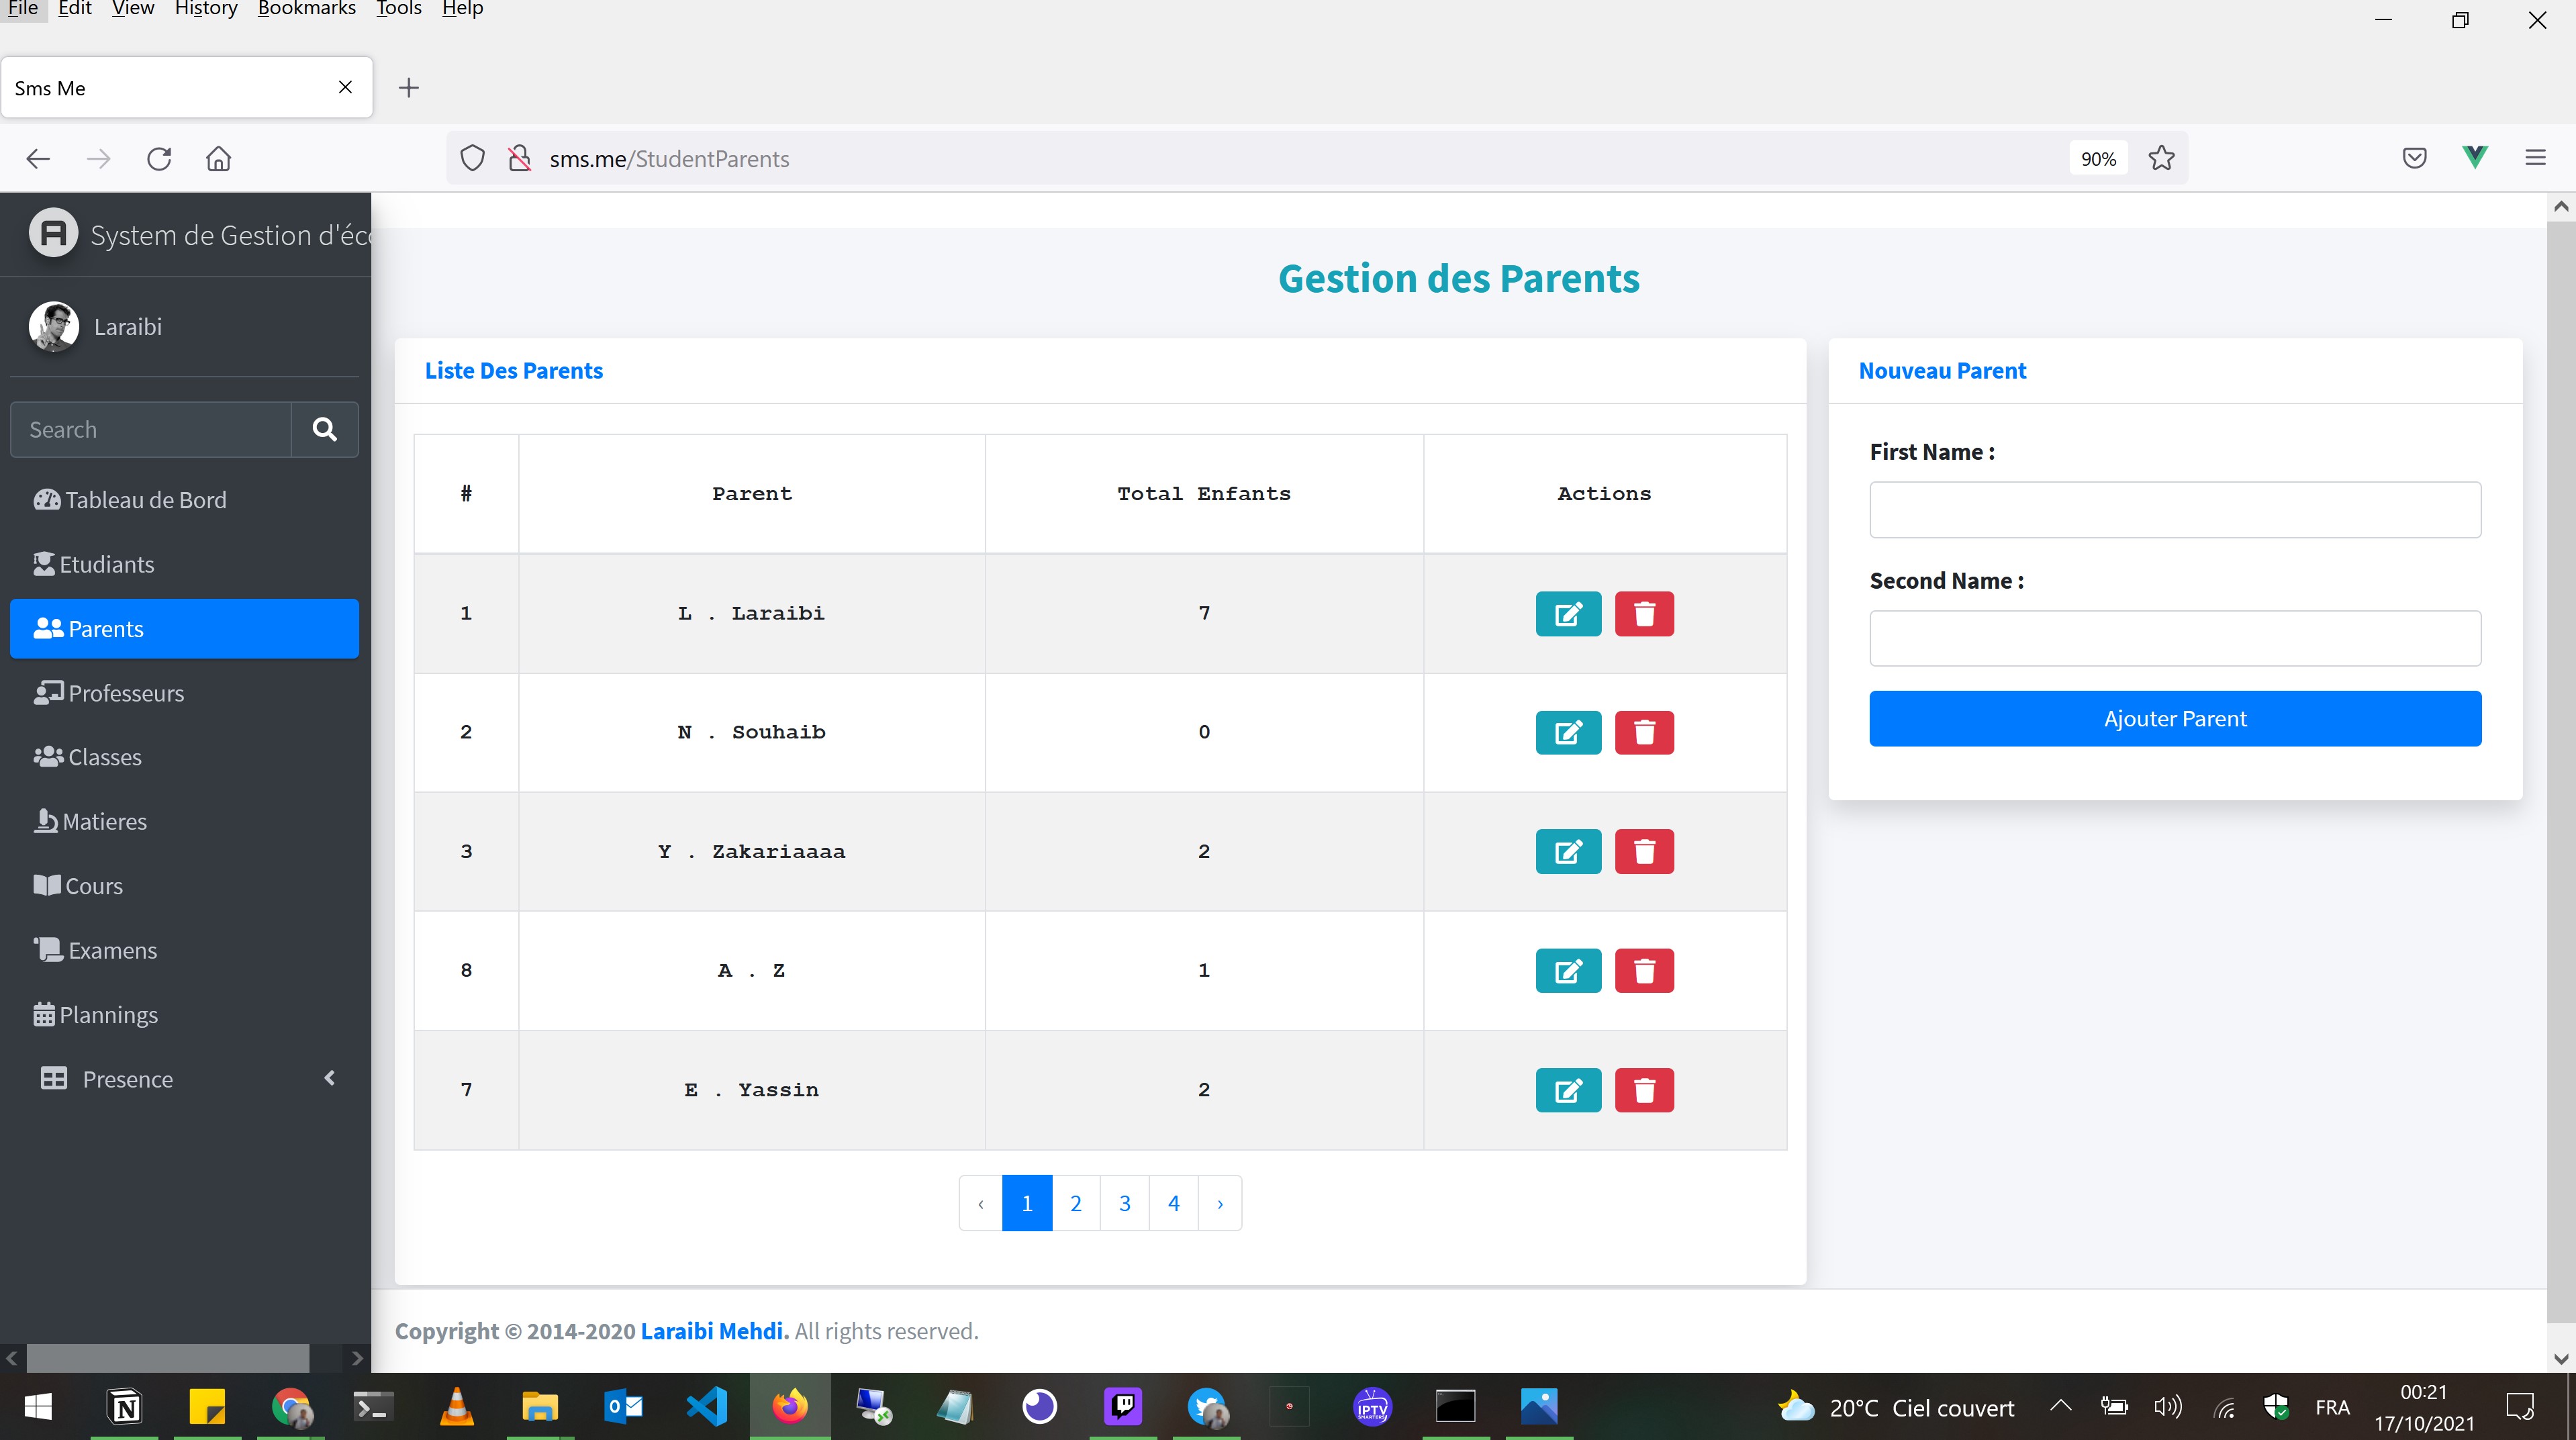 File Edit View History Bookmarks Tools Help
Sms Me
sms.me/StudentParents
90%
System de Gestion d'éc
Laraibi
Search
Tableau de Bord
Etudiants
Parents
Professeurs
Classes
Matieres
Cours
Examens
Plannings
Presence
Gestion des Parents
Liste Des Parents
# Parent Total Enfants Actions
1 L . Laraibi 7
2 N . Souhaib 0
3 Y . Zakariaaaa 2
8 A . Z 1
7 E . Yassin 2
‹ 1 2 3 4 ›
Nouveau Parent
First Name :
Second Name :
Ajouter Parent
Copyright © 2014-2020 Laraibi Mehdi. All rights reserved.
IPTV
SMARTERS
20°C Ciel couvert
FRA
00:21
17/10/2021